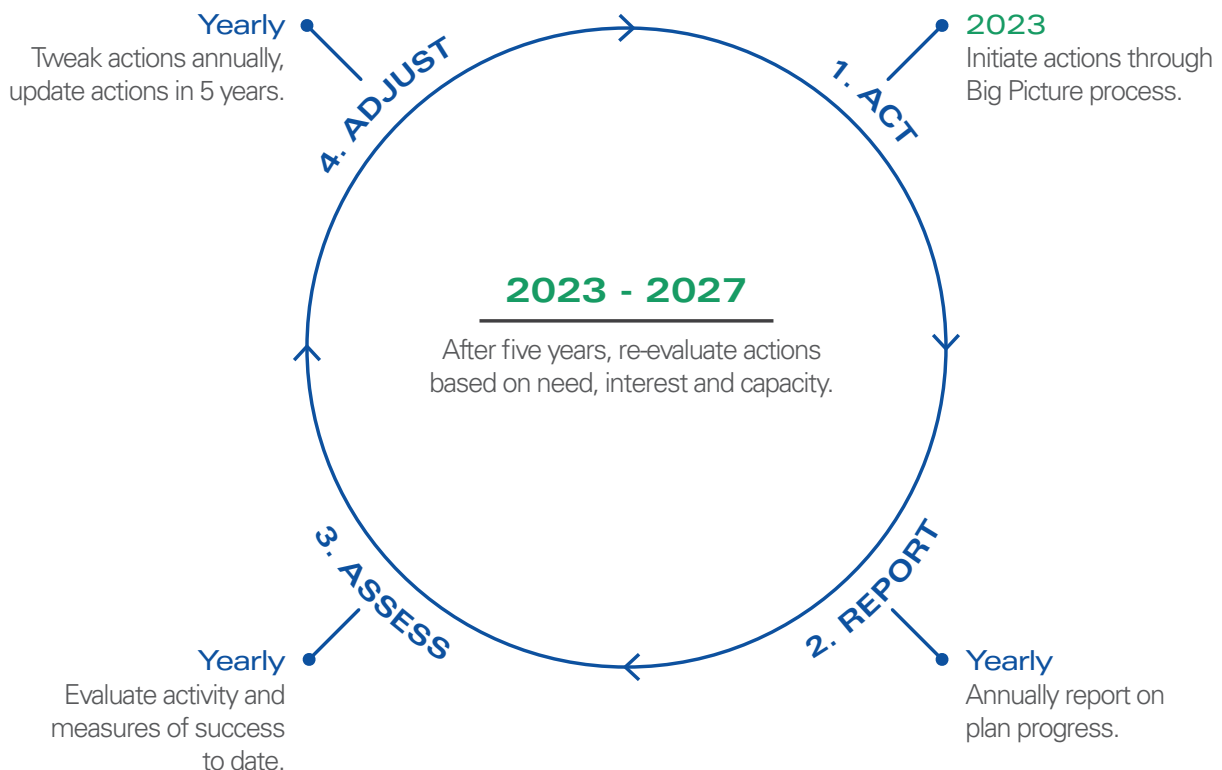 Yearly
Tweak actions annually,
update actions in 5 years.
4. ADJUST
1. ACT
2023
Initiate actions through
Big Picture process.
2023 - 2027
After five years, re-evaluate actions
based on need, interest and capacity.
3. ASSESS
Yearly
Evaluate activity and
measures of success
to date.
2. REPORT
Yearly
Annually report on
plan progress.